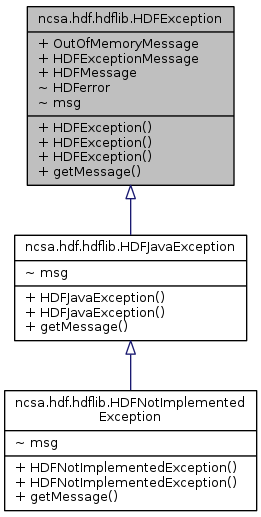 ncsa.hdf.hdflib.HDFException
+ OutOfMemoryMessage
+ HDFExceptionMessage
+ HDFMessage
~ HDFerror
~ msg
+ HDFException()
+ HDFException()
+ HDFException()
+ getMessage()
ncsa.hdf.hdflib.HDFJavaException
~ msg
+ HDFJavaException()
+ HDFJavaException()
+ getMessage()
ncsa.hdf.hdflib.HDFNotImplemented
Exception
~ msg
+ HDFNotImplementedException()
+ HDFNotImplementedException()
+ getMessage()